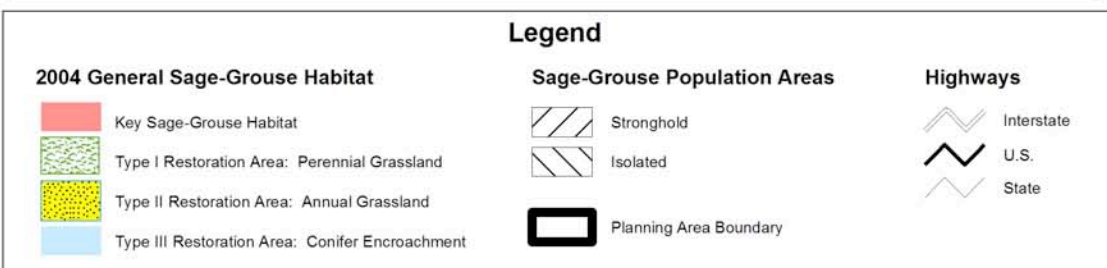 Legend
2004 General Sage-Grouse Habitat
Key Sage-Grouse Habitat
Type I Restoration Area: Perennial Grassland
Type II Restoration Area: Annual Grassland
Type III Restoration Area: Conifer Encroachment
Sage-Grouse Population Areas
Stronghold
Isolated
Planning Area Boundary
Highways
Interstate
U.S.
State